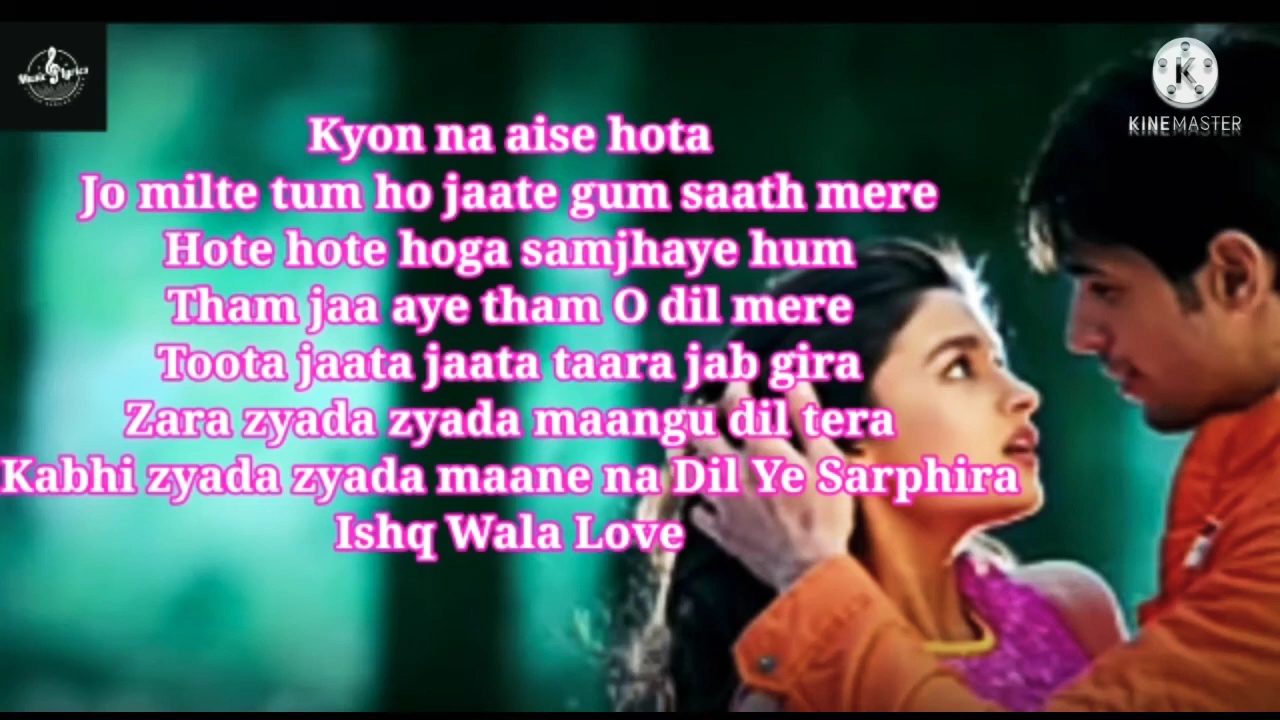 Music Lyrics
K
KINEMASTER
Kyon na aise hota
Jo milte tum ho jaate gum saath mere
Hote hote hoga samjhaye hum
Tham jaa aye tham O dil mere
Toota jaata jaata taara jab gira
Zara zyada zyada maangu dil tera
Kabhi zyada zyada maane na Dil Ye Sarphira
Ishq Wala Love